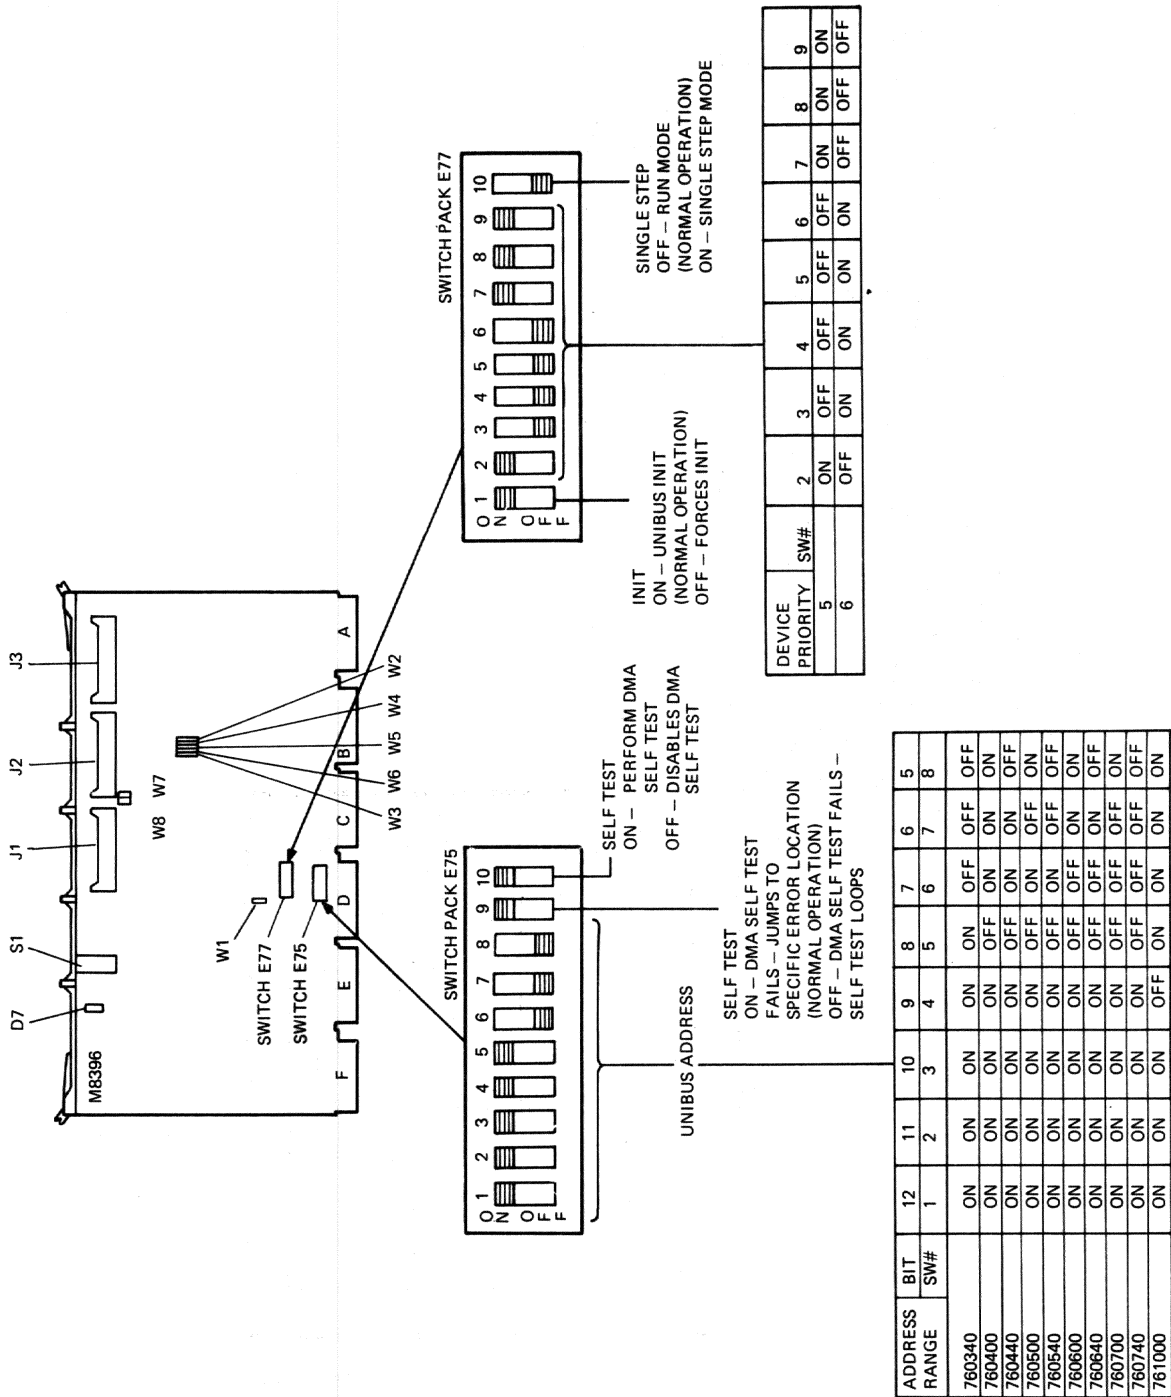 D7 S1 J1 J2 J3
M8396
W8 W7
W1
SWITCH E77
SWITCH E75
F E D C B A
W3 W6 W5 W4 W2
SWITCH PACK E75
1 2 3 4 5 6 7 8 9 10
ON
OFF
UNIBUS ADDRESS
SELF TEST
ON – PERFORM DMA
SELF TEST
OFF – DISABLES DMA
SELF TEST
SELF TEST
ON – DMA SELF TEST
FAILS – JUMPS TO
SPECIFIC ERROR LOCATION
(NORMAL OPERATION)
OFF – DMA SELF TEST FAILS –
SELF TEST LOOPS
SWITCH PACK E77
1 2 3 4 5 6 7 8 9 10
ON
OFF
INIT
ON – UNIBUS INIT
(NORMAL OPERATION)
OFF – FORCES INIT
SINGLE STEP
OFF – RUN MODE
(NORMAL OPERATION)
ON – SINGLE STEP MODE
ADDRESS RANGE BIT 12 11 10 9 8 7 6 5
SW# 1 2 3 4 5 6 7 8
760340 ON ON ON ON ON OFF OFF OFF
760400 ON ON ON ON OFF ON ON ON
760440 ON ON ON ON OFF ON ON OFF
760500 ON ON ON ON OFF ON OFF ON
760540 ON ON ON ON OFF ON OFF OFF
760600 ON ON ON ON OFF OFF ON ON
760640 ON ON ON ON OFF OFF ON OFF
760700 ON ON ON ON OFF OFF OFF ON
760740 ON ON ON ON OFF OFF OFF OFF
761000 ON ON ON OFF ON ON ON ON
DEVICE
PRIORITY SW# 2 3 4 5 6 7 8 9
5 ON OFF OFF OFF OFF ON ON ON
6 OFF ON ON ON ON OFF OFF OFF